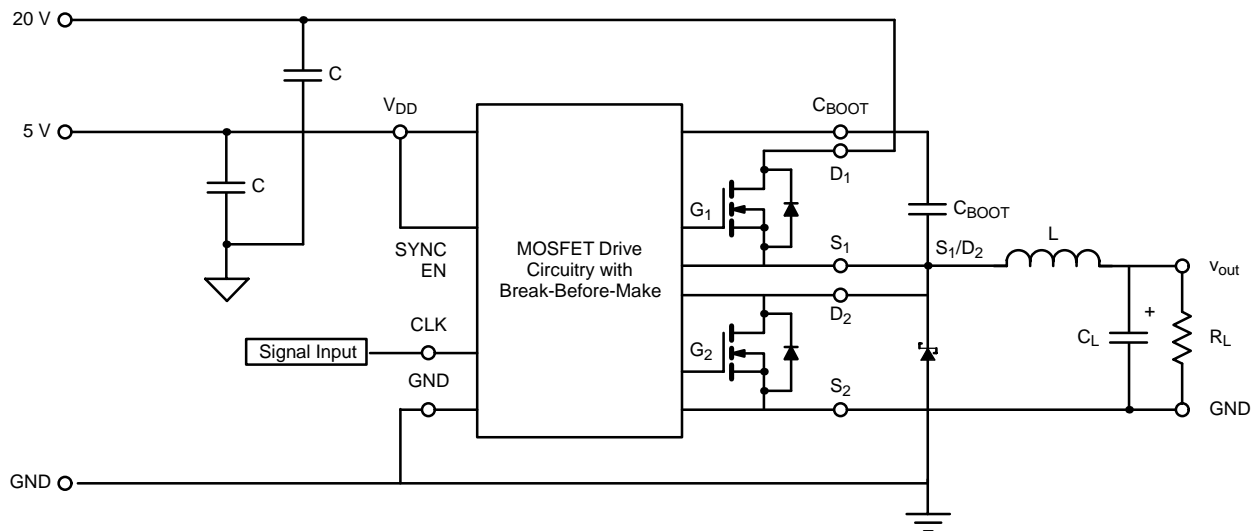 20 V
C
5 V
V_DD
C_BOOT
D_1
C
G_1
C_BOOT
SYNC
EN
MOSFET Drive
Circuitry with
Break-Before-Make
S_1
S_1/D_2
L
v_out
D_2
CLK
Signal Input
G_2
C_L
+
R_L
GND
S_2
GND
GND